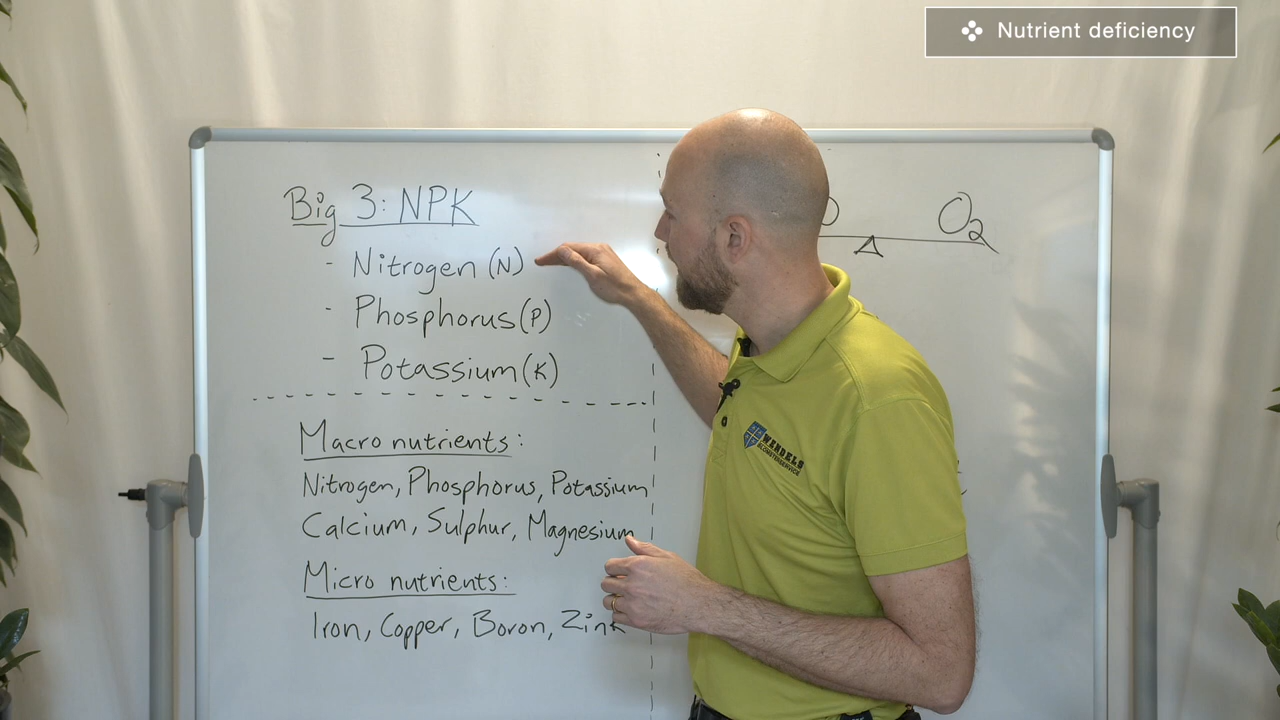 Nutrient deficiency
Big 3: NPK
- Nitrogen (N)
- Phosphorus (P)
- Potassium (K)
Macro nutrients:
Nitrogen, Phosphorus, Potassium
Calcium, Sulphur, Magnesium
Micro nutrients:
Iron, Copper, Boron, Zink
O2
WENDELS